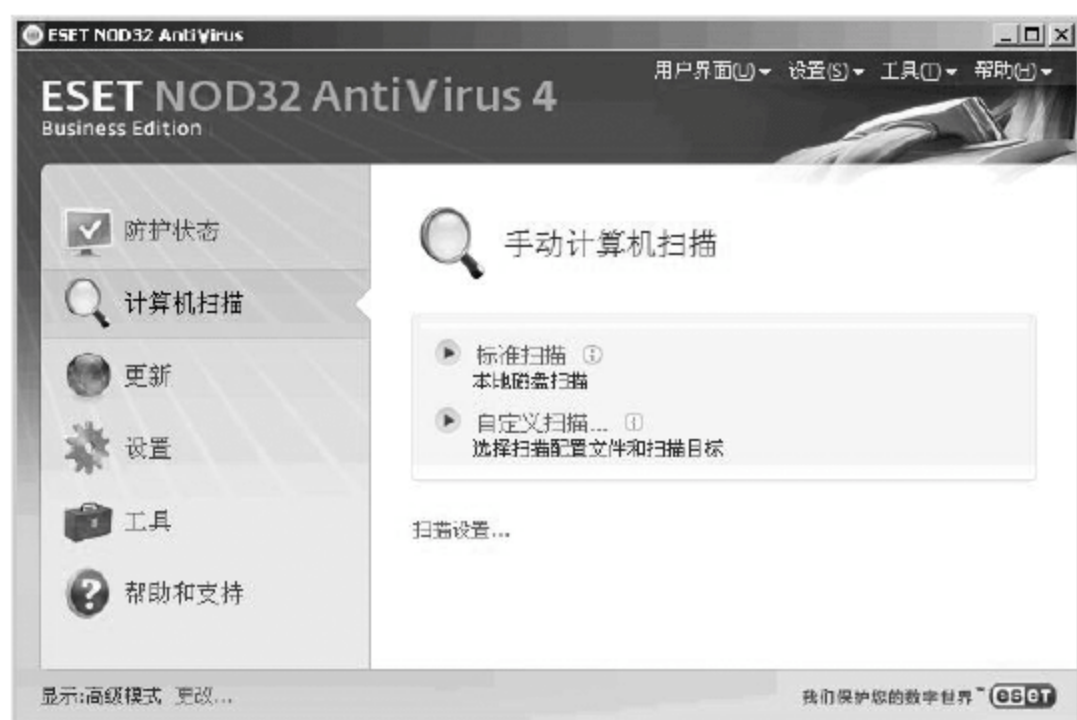 ESET NOD32 AntiVirus
用户界面(U) 设置(S) 工具(T) 帮助(H)
ESET NOD32 AntiVirus 4
Business Edition
防护状态
计算机扫描
更新
设置
工具
帮助和支持
手动计算机扫描
标准扫描
本地磁盘扫描
自定义扫描...
选择扫描配置文件和扫描目标
扫描设置...
显示:高级模式 更改...
我们保护您的数字世界™ eseT